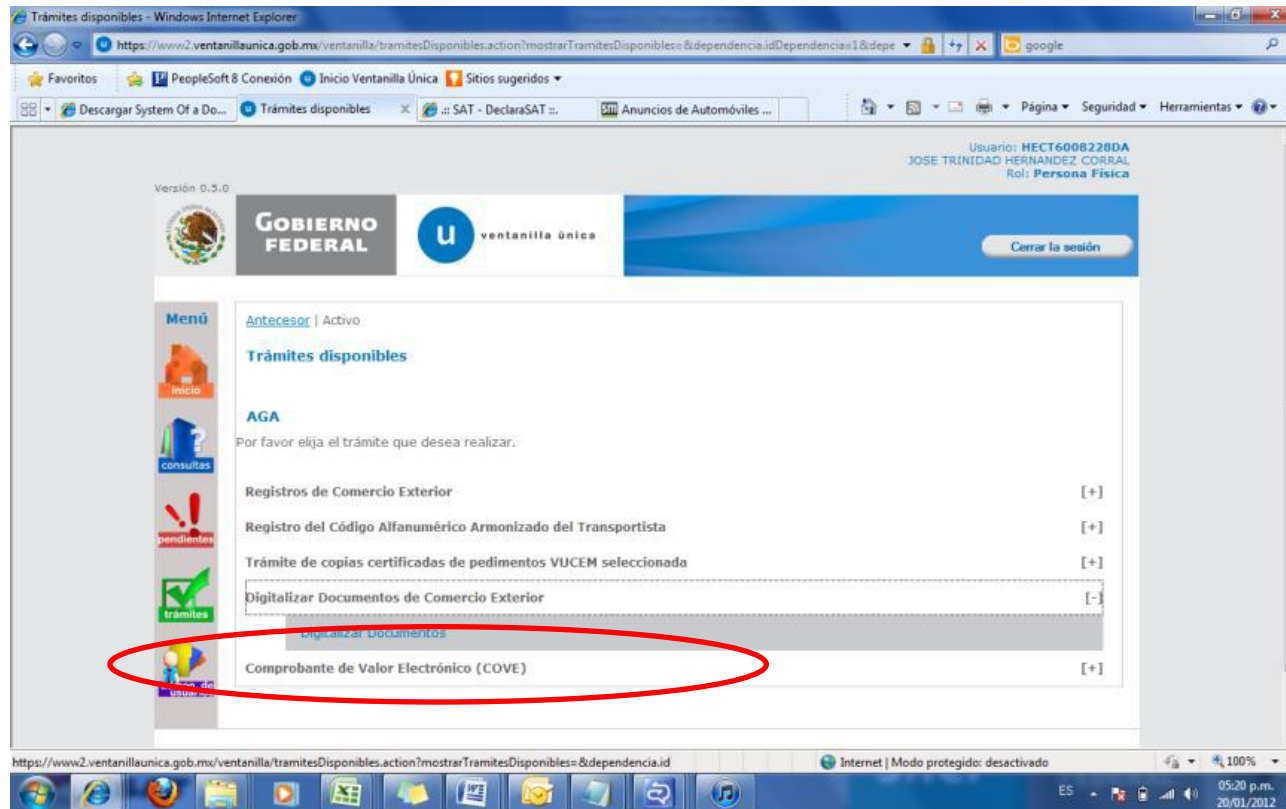 Trámites disponibles - Windows Internet Explorer
https://www2.ventanillaunica.gob.mx/ventanilla/tramitesDisponibles.action?mostrarTramitesDisponibles=&dependencia.idDependencia=1&depe
google
Favoritos PeopleSoft 8 Conexión Inicio Ventanilla Única Sitios sugeridos
Descargar System Of a Do... Trámites disponibles .:: SAT - DeclaraSAT ::. Anuncios de Automóviles ... Página Seguridad Herramientas
Usuario: HECT6008228DA
JOSE TRINIDAD HERNANDEZ CORRAL
Rol: Persona Física
Versión 0.5.0
GOBIERNO
FEDERAL
u ventanilla única
Cerrar la sesión
Menú
inicio
consultas
pendientes
trámites
de
usuarios
Antecesor | Activo
Trámites disponibles
AGA
Por favor elija el trámite que desea realizar.
Registros de Comercio Exterior [+]
Registro del Código Alfanumérico Armonizado del Transportista [+]
Trámite de copias certificadas de pedimentos VUCEM seleccionada [+]
Digitalizar Documentos de Comercio Exterior [-]
Digitalizar Documentos
Comprobante de Valor Electrónico (COVE) [+]
https://www2.ventanillaunica.gob.mx/ventanilla/tramitesDisponibles.action?mostrarTramitesDisponibles=&dependencia.id
Internet | Modo protegido: desactivado
100%
ES
05:20 p.m.
20/01/2012